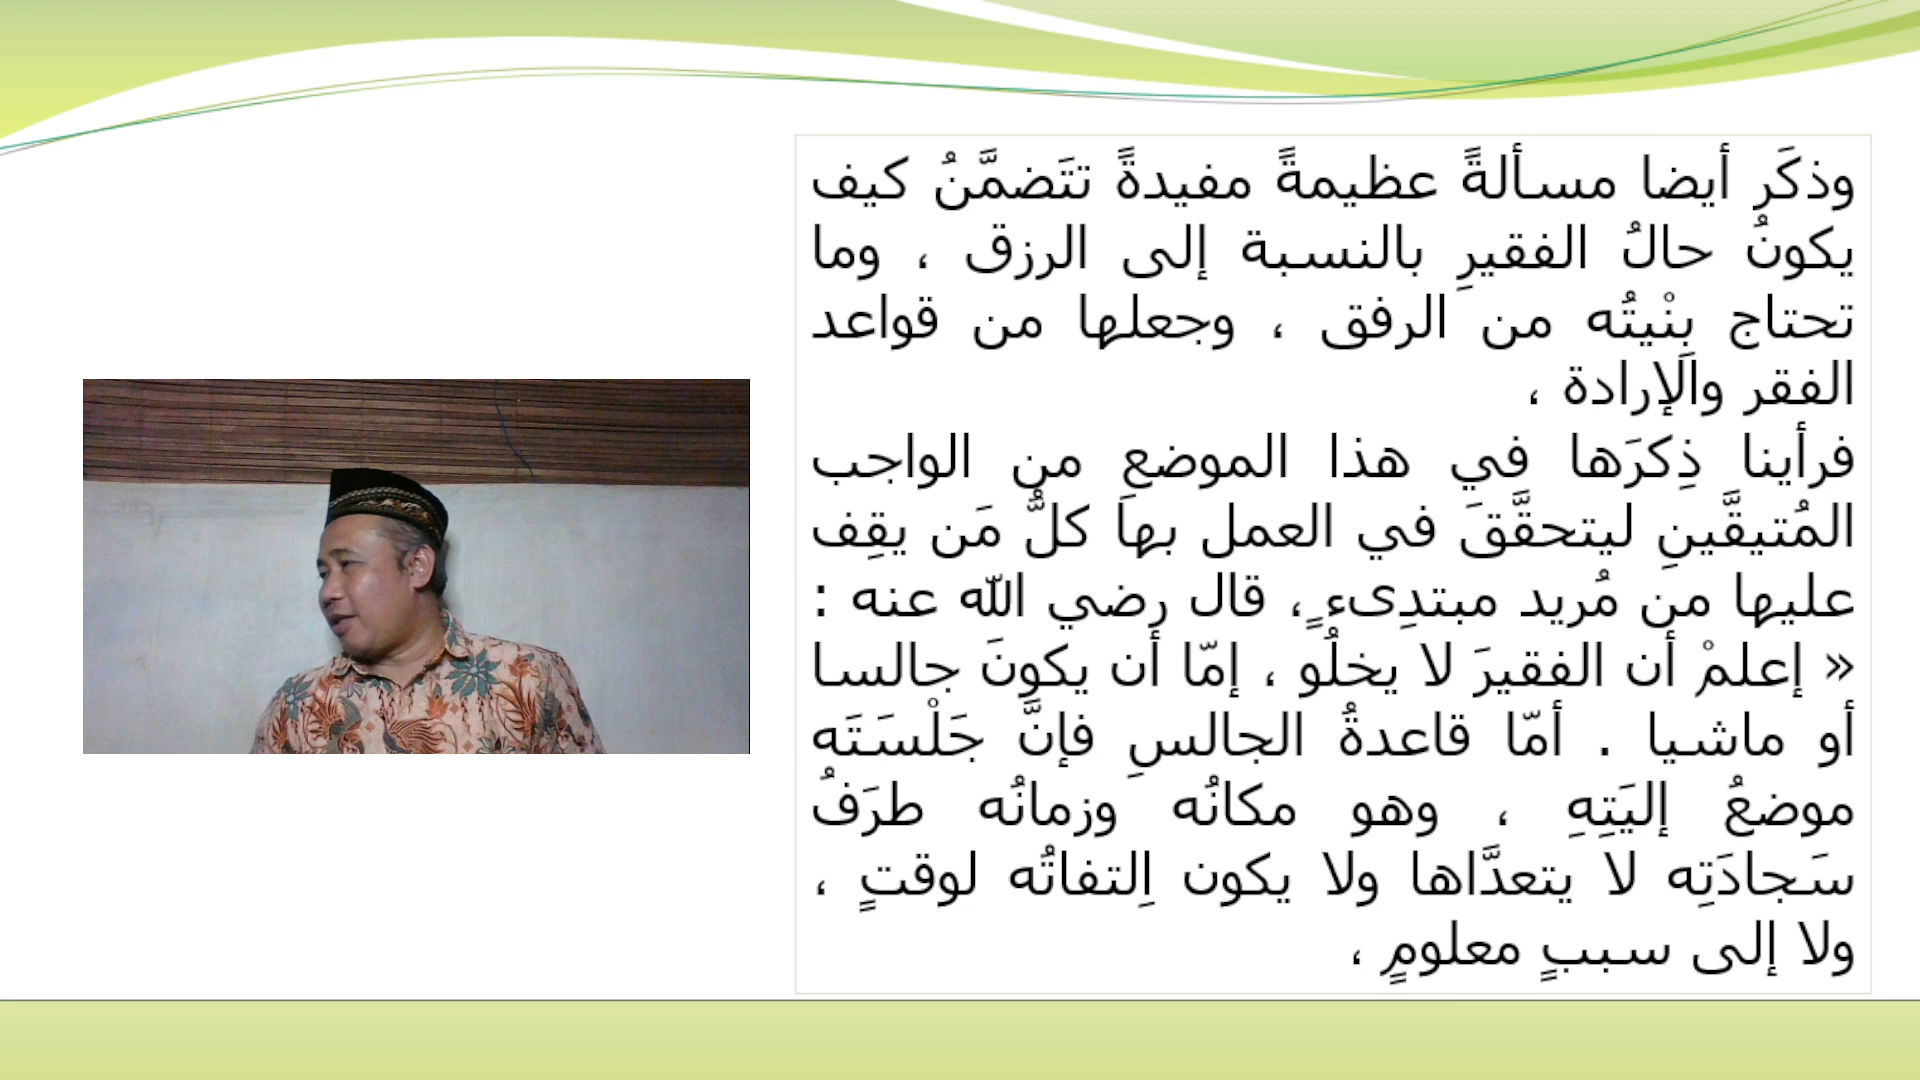 وذكَر أيضا مسألةً عظيمةً مفيدةً تتَضمَّنُ كيف
يكونُ حالُ الفقيرِ بالنسبة إلى الرزق ، وما
تحتاج بِنْيتُه من الرفق ، وجعلها من قواعد
الفقر والإرادة ،
فرأينا ذِكرَها في هذا الموضعِ من الواجب
المُتيقَّينِ ليتحقَّقَ في العمل بها كلُّ مَن يقِف
عليها من مُريد مبتدِىءٍ ، قال رضي الله عنه :
« إعلمْ أن الفقيرَ لا يخلُو ، إمّا أن يكونَ جالسا
أو ماشيا . أمّا قاعدةُ الجالسِ فإنَّ جَلْسَتَه
موضعُ إليَتِهِ ، وهو مكانُه وزمانُه طرَفُ
سَجادَتِه لا يتعدَّاها ولا يكون اِلتفاتُه لوقتٍ ،
ولا إلى سببٍ معلومٍ ،